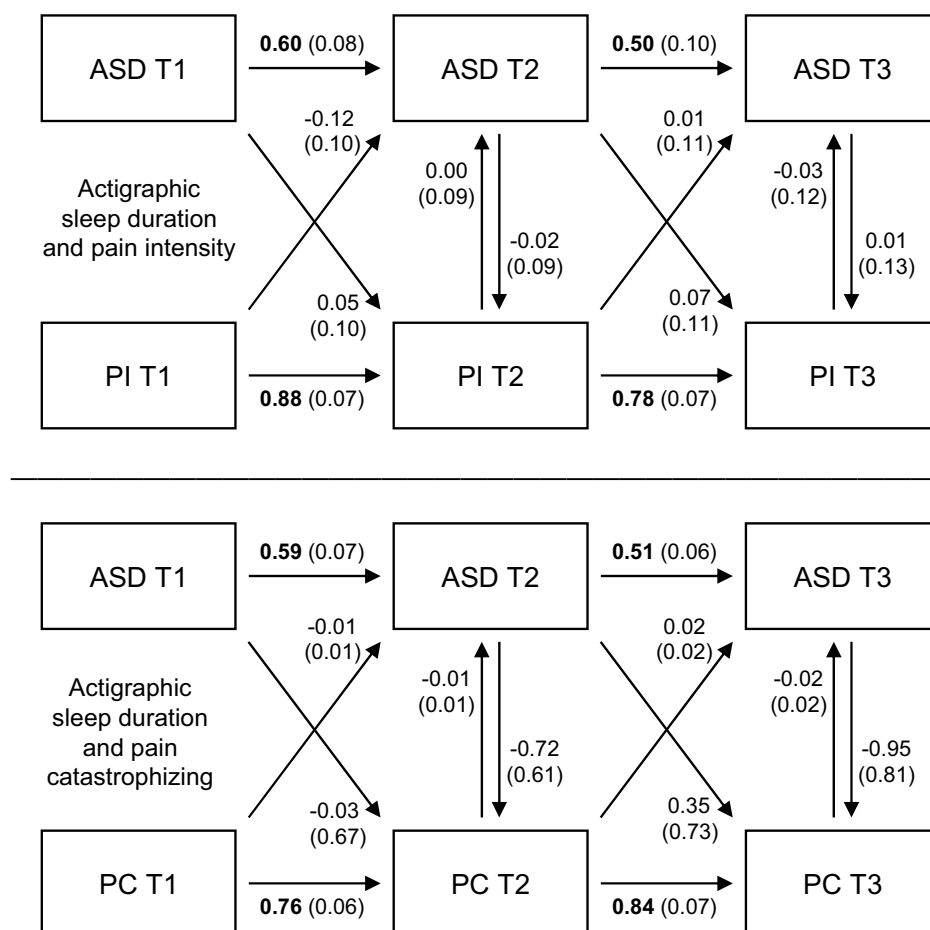 0.60 (0.08)
0.50 (0.10)
ASD T1
ASD T2
ASD T3
-0.12
(0.10)
0.01
(0.11)
0.00
(0.09)
-0.03
(0.12)
Actigraphic
sleep duration
and pain intensity
-0.02
(0.09)
0.01
(0.13)
0.05
(0.10)
0.07
(0.11)
PI T1
PI T2
PI T3
0.88 (0.07)
0.78 (0.07)
0.59 (0.07)
0.51 (0.06)
ASD T1
ASD T2
ASD T3
-0.01
(0.01)
0.02
(0.02)
-0.01
(0.01)
-0.02
(0.02)
Actigraphic
sleep duration
and pain
catastrophizing
-0.72
(0.61)
-0.95
(0.81)
-0.03
(0.67)
0.35
(0.73)
PC T1
PC T2
PC T3
0.76 (0.06)
0.84 (0.07)